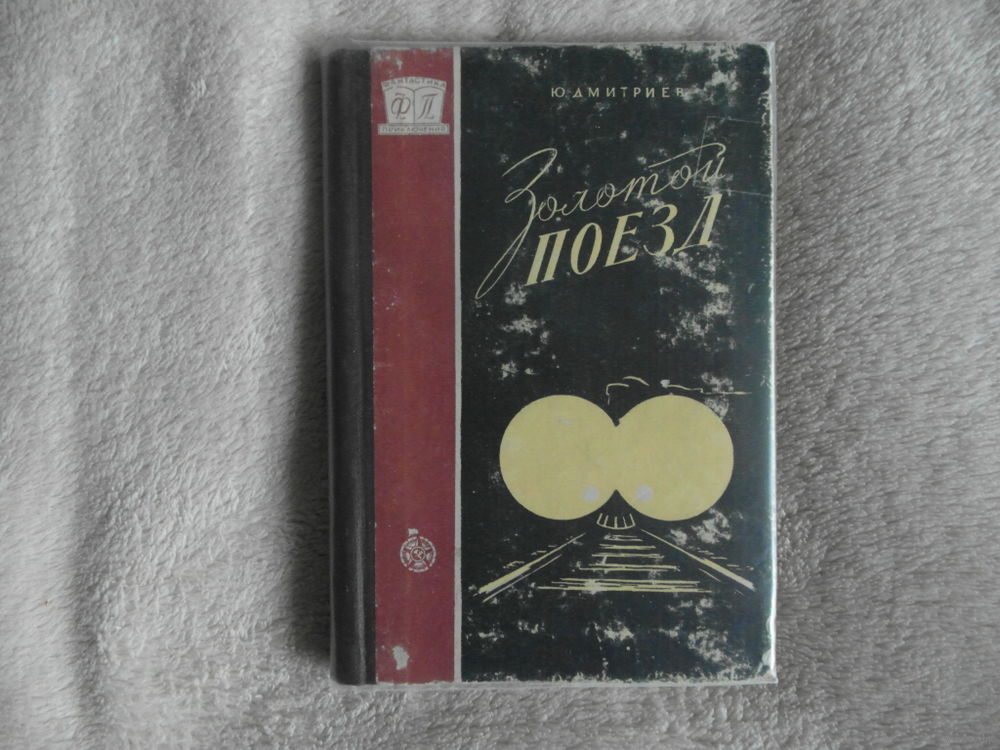 ФАНТАСТИКА
Ф П
ПРИКЛЮЧЕНИЯ
Ю. ДМИТРИЕВ
Золотой
ПОЕЗД